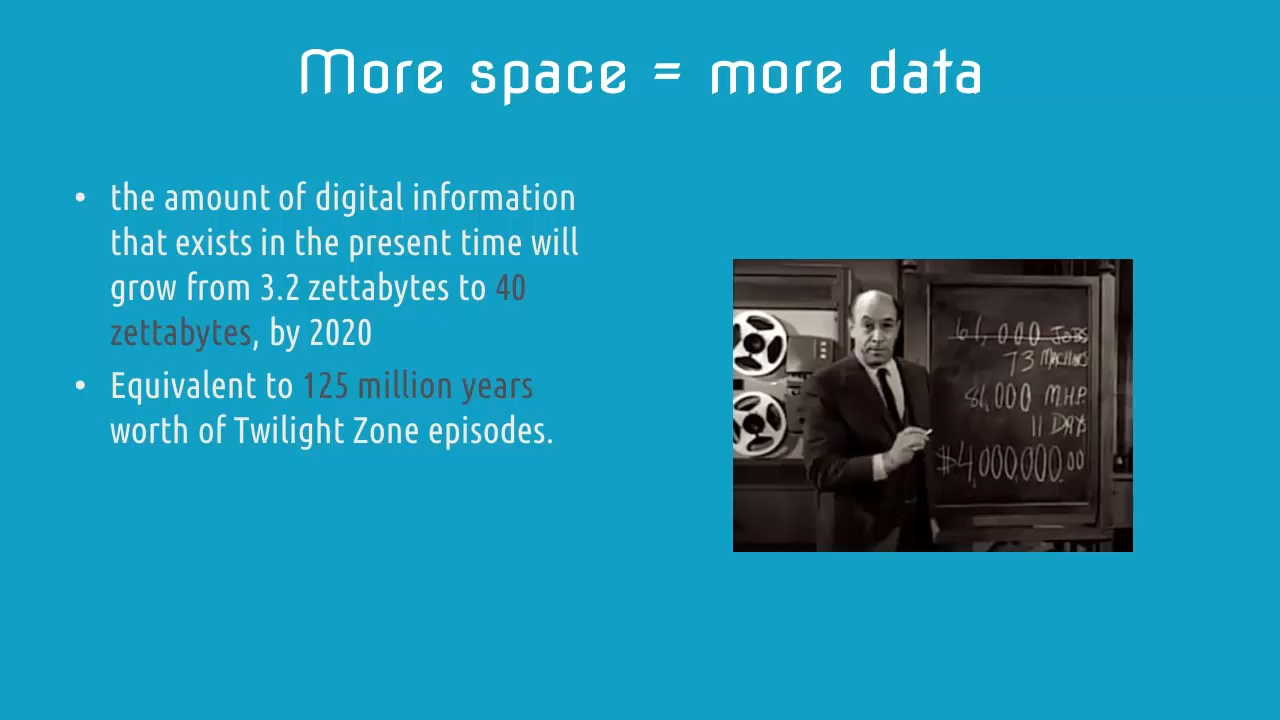 More space = more data
• the amount of digital information
that exists in the present time will
grow from 3.2 zettabytes to 40
zettabytes, by 2020
• Equivalent to 125 million years
worth of Twilight Zone episodes.
61,000 JOBS
73 MACHINES
81,000 M.H.P.
11 DAYS
$4,000,000.00